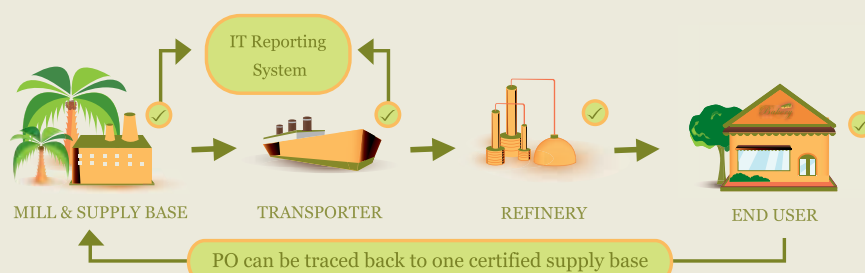 IT Reporting
System
MILL & SUPPLY BASE
TRANSPORTER
REFINERY
END USER
PO can be traced back to one certified supply base